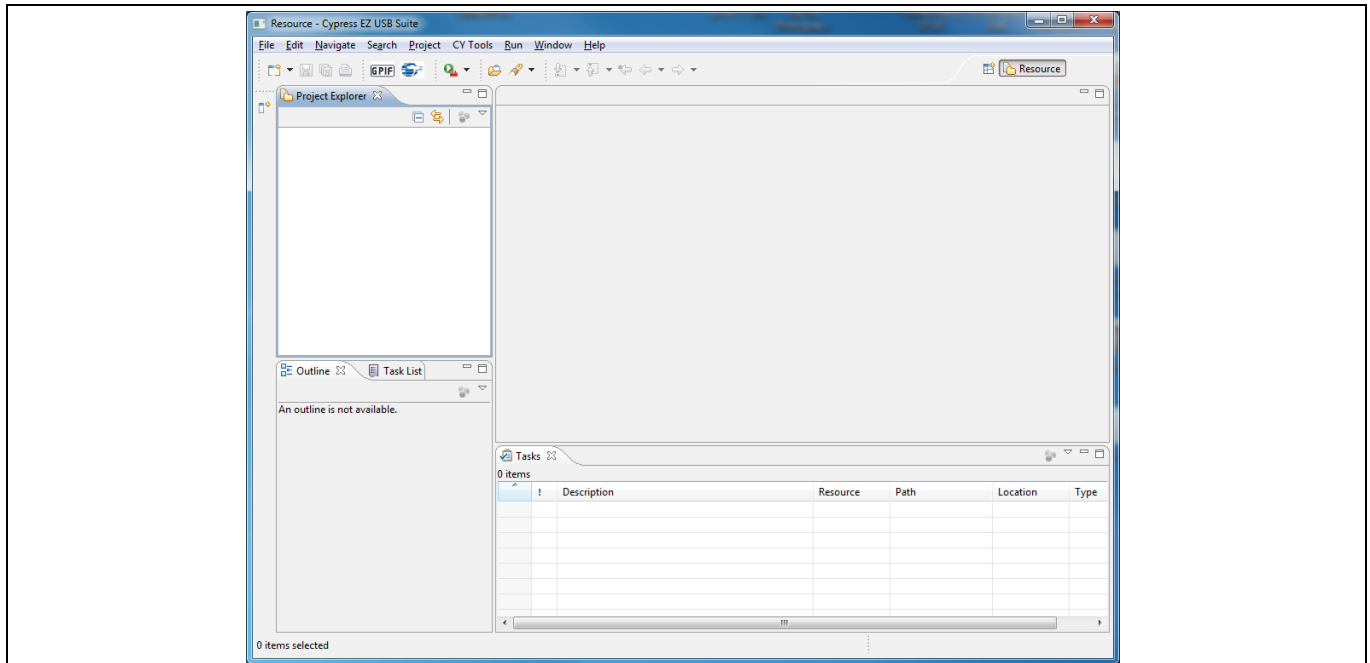 Resource - Cypress EZ USB Suite
File Edit Navigate Search Project CY Tools Run Window Help
GPIF
Resource
Project Explorer
Outline
Task List
An outline is not available.
Tasks
0 items
! Description Resource Path Location Type
0 items selected